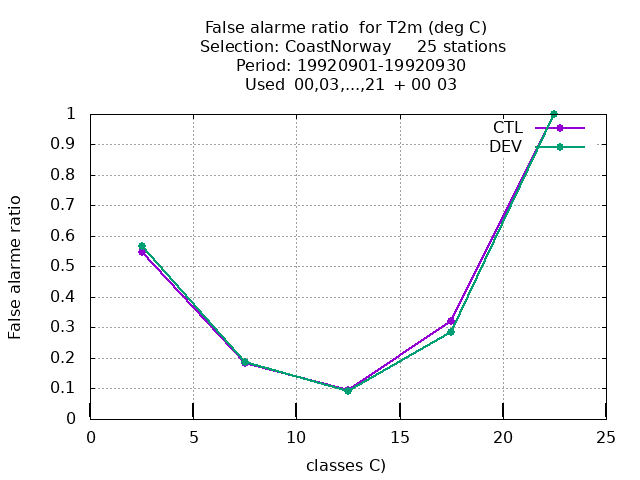 False alarme ratio  for T2m (deg C)
Selection: CoastNorway     25 stations
Period: 19920901-19920930
Used  00,03,...,21  + 00 03
CTL
DEV
1
0.9
0.8
0.7
0.6
0.5
0.4
0.3
0.2
0.1
0
False alarme ratio
0 5 10 15 20 25
classes C)